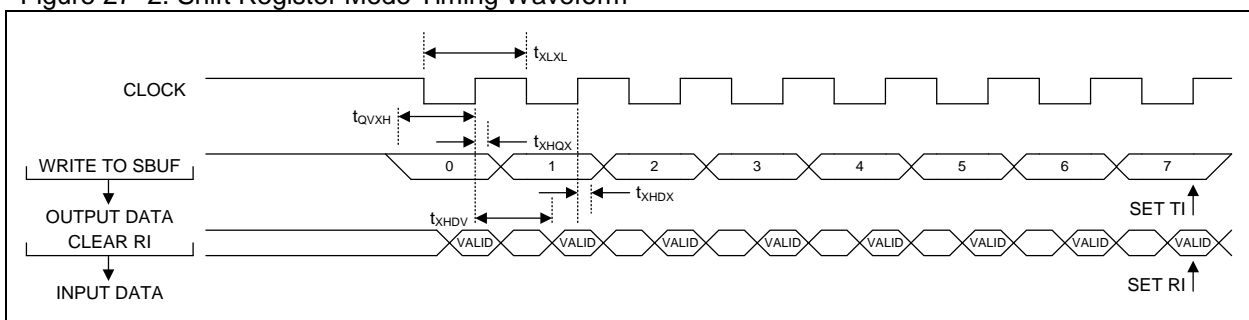 Figure 27-2. Shift Register Mode Timing Waveform
tXLXL
CLOCK
tQVXH
tXHQX
WRITE TO SBUF
0 1 2 3 4 5 6 7
tXHDX
OUTPUT DATA
SET TI
tXHDV
CLEAR RI
VALID VALID VALID VALID VALID VALID VALID VALID
INPUT DATA
SET RI